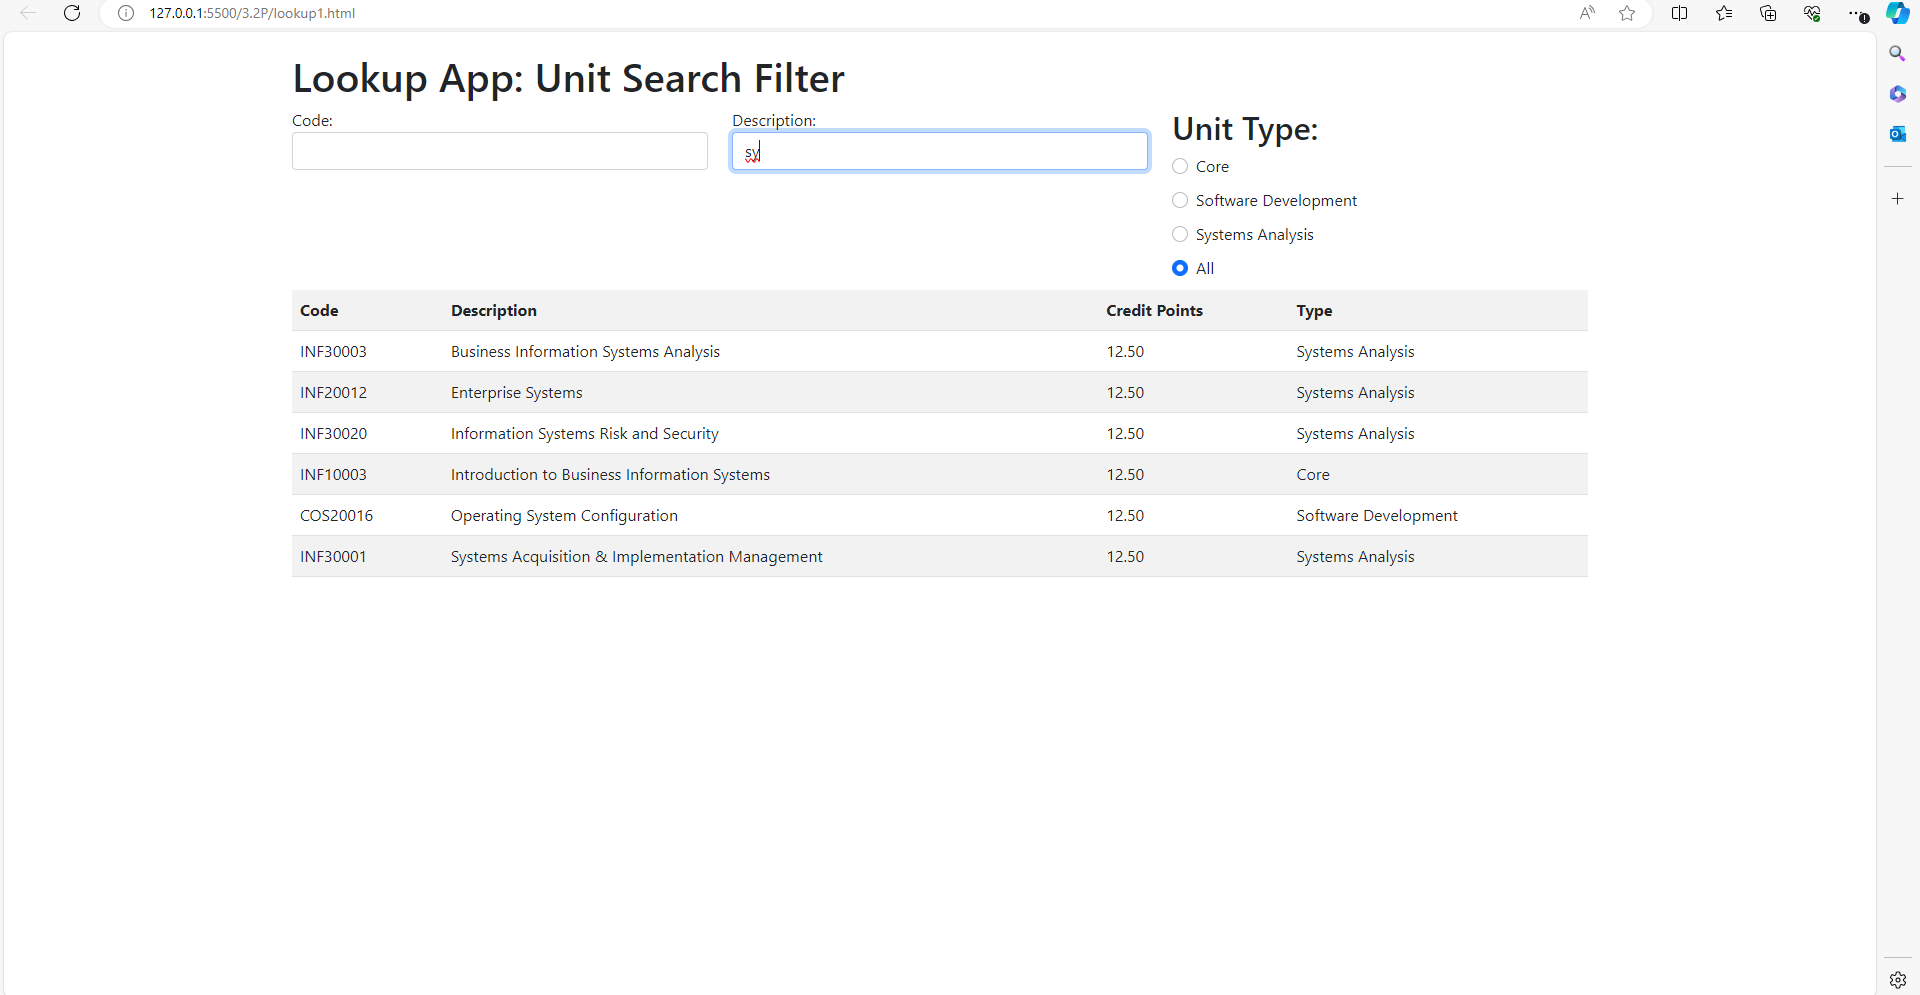 127.0.0.1:5500/3.2P/lookup1.html
Lookup App: Unit Search Filter
Code:
Description:
sy
Unit Type:
Core
Software Development
Systems Analysis
All
Code Description Credit Points Type
INF30003 Business Information Systems Analysis 12.50 Systems Analysis
INF20012 Enterprise Systems 12.50 Systems Analysis
INF30020 Information Systems Risk and Security 12.50 Systems Analysis
INF10003 Introduction to Business Information Systems 12.50 Core
COS20016 Operating System Configuration 12.50 Software Development
INF30001 Systems Acquisition & Implementation Management 12.50 Systems Analysis